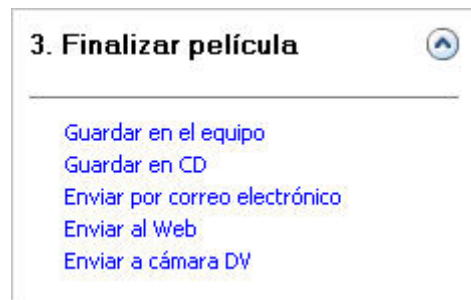 3. Finalizar película
Guardar en el equipo
Guardar en CD
Enviar por correo electrónico
Enviar al Web
Enviar a cámara DV